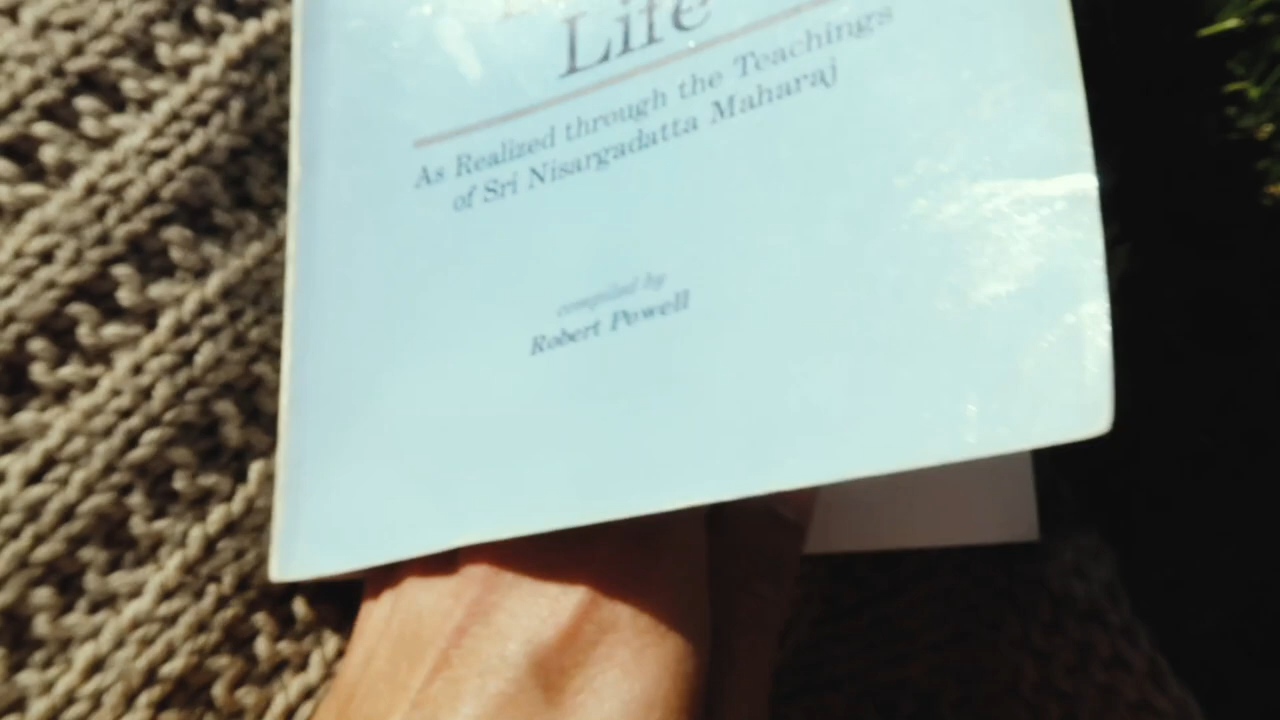 Life
As Realized through the Teachings
of Sri Nisargadatta Maharaj
compiled by
Robert Powell